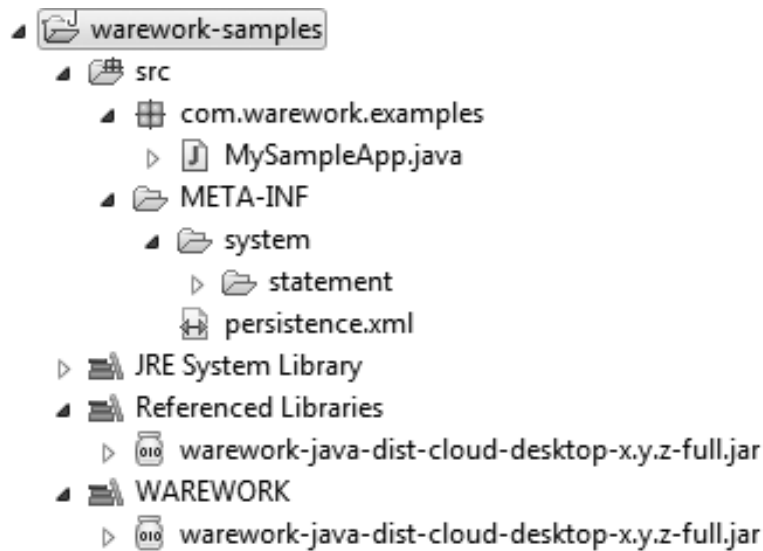 warework-samples
src
com.warework.examples
MySampleApp.java
META-INF
system
statement
persistence.xml
JRE System Library
Referenced Libraries
warework-java-dist-cloud-desktop-x.y.z-full.jar
WAREWORK
warework-java-dist-cloud-desktop-x.y.z-full.jar